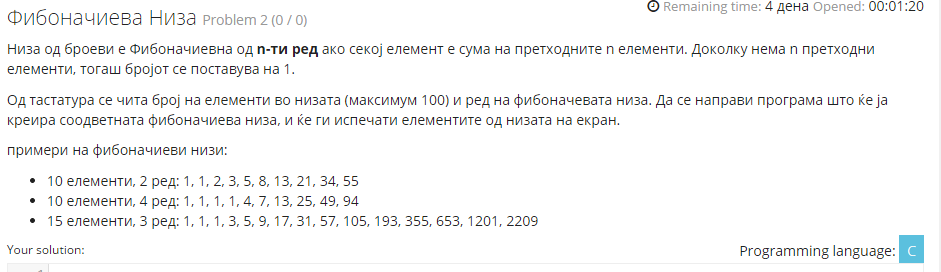 Фибоначиева Низа Problem 2 (0 / 0)
Remaining time: 4 дена Opened: 00:01:20
Низа од броеви е Фибоначиевна од n-ти ред ако секој елемент е сума на претходните n елементи. Доколку нема n претходни
елементи, тогаш бројот се поставува на 1.
Од тастатура се чита број на елементи во низата (максимум 100) и ред на фибоначевата низа. Да се направи програма што ќе ја
креира соодветната фибоначиева низа, и ќе ги испечати елементите од низата на екран.
примери на фибоначиеви низи:
• 10 елементи, 2 ред: 1, 1, 2, 3, 5, 8, 13, 21, 34, 55
• 10 елементи, 4 ред: 1, 1, 1, 1, 4, 7, 13, 25, 49, 94
• 15 елементи, 3 ред: 1, 1, 1, 3, 5, 9, 17, 31, 57, 105, 193, 355, 653, 1201, 2209
Your solution:
Programming language: C